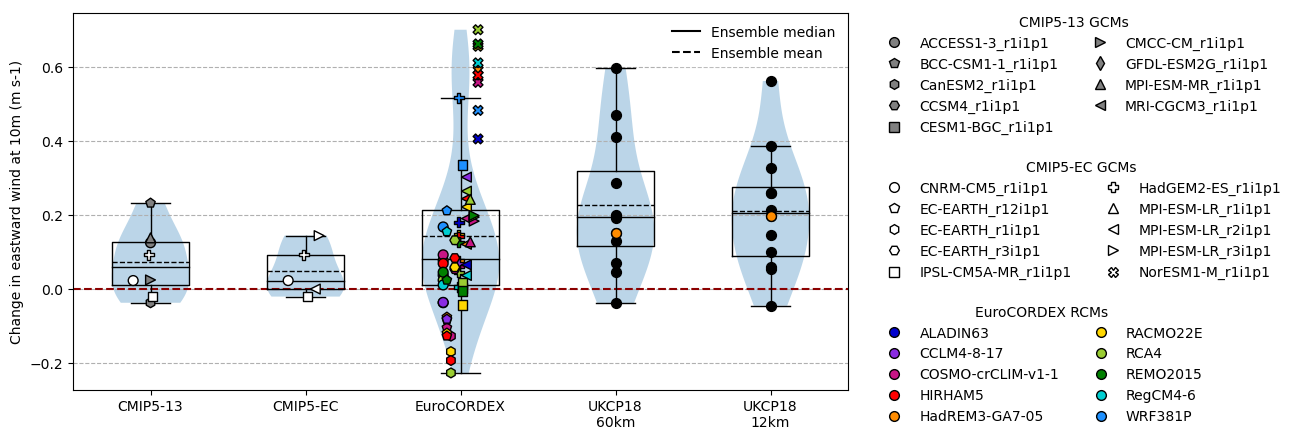 Change in eastward wind at 10m (m s-1)
0.6
0.4
0.2
0.0
−0.2
Ensemble median
Ensemble mean
CMIP5-13
CMIP5-EC
EuroCORDEX
UKCP18
60km
UKCP18
12km
CMIP5-13 GCMs
ACCESS1-3_r1i1p1
BCC-CSM1-1_r1i1p1
CanESM2_r1i1p1
CCSM4_r1i1p1
CESM1-BGC_r1i1p1
CMCC-CM_r1i1p1
GFDL-ESM2G_r1i1p1
MPI-ESM-MR_r1i1p1
MRI-CGCM3_r1i1p1
CMIP5-EC GCMs
CNRM-CM5_r1i1p1
EC-EARTH_r12i1p1
EC-EARTH_r1i1p1
EC-EARTH_r3i1p1
IPSL-CM5A-MR_r1i1p1
HadGEM2-ES_r1i1p1
MPI-ESM-LR_r1i1p1
MPI-ESM-LR_r2i1p1
MPI-ESM-LR_r3i1p1
NorESM1-M_r1i1p1
EuroCORDEX RCMs
ALADIN63
CCLM4-8-17
COSMO-crCLIM-v1-1
HIRHAM5
HadREM3-GA7-05
RACMO22E
RCA4
REMO2015
RegCM4-6
WRF381P